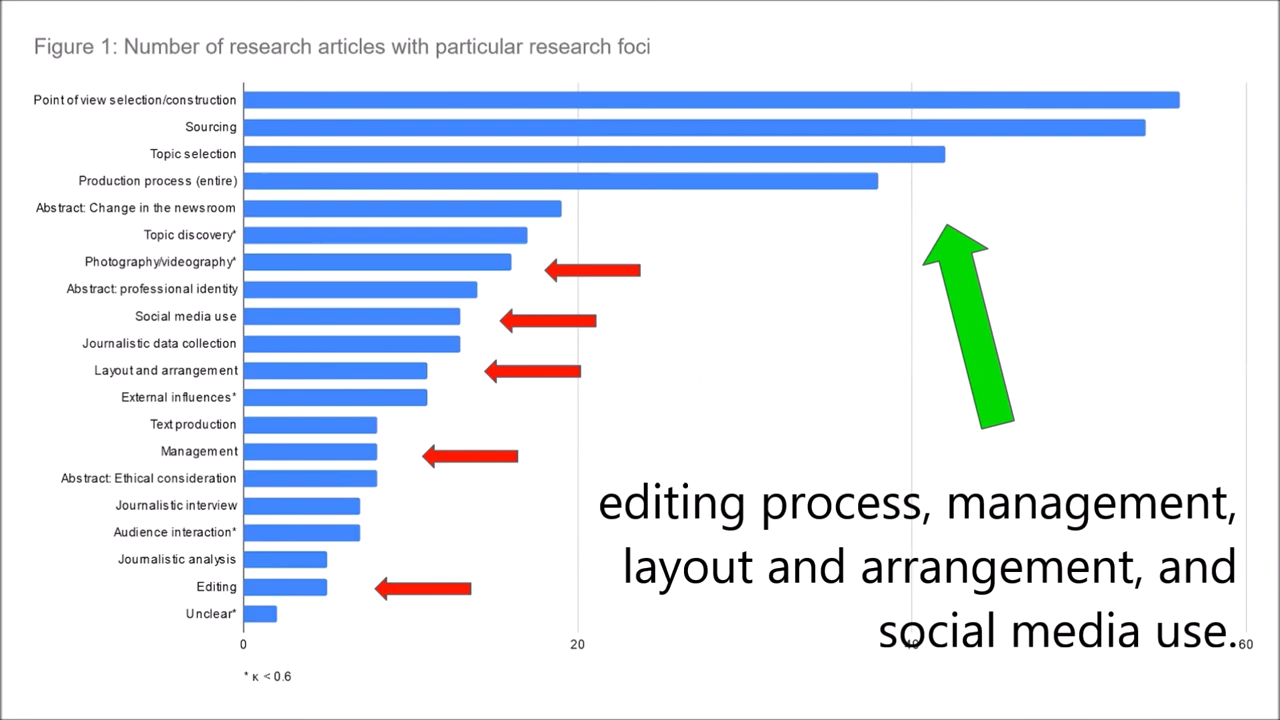 Figure 1: Number of research articles with particular research foci
Point of view selection/construction
Sourcing
Topic selection
Production process (entire)
Abstract: Change in the newsroom
Topic discovery*
Photography/videography*
Abstract: professional identity
Social media use
Journalistic data collection
Layout and arrangement
External influences*
Text production
Management
Abstract: Ethical consideration
Journalistic interview
Audience interaction*
Journalistic analysis
Editing
Unclear*
editing process, management,
layout and arrangement, and
social media use.
0 20 40 60
* κ < 0.6